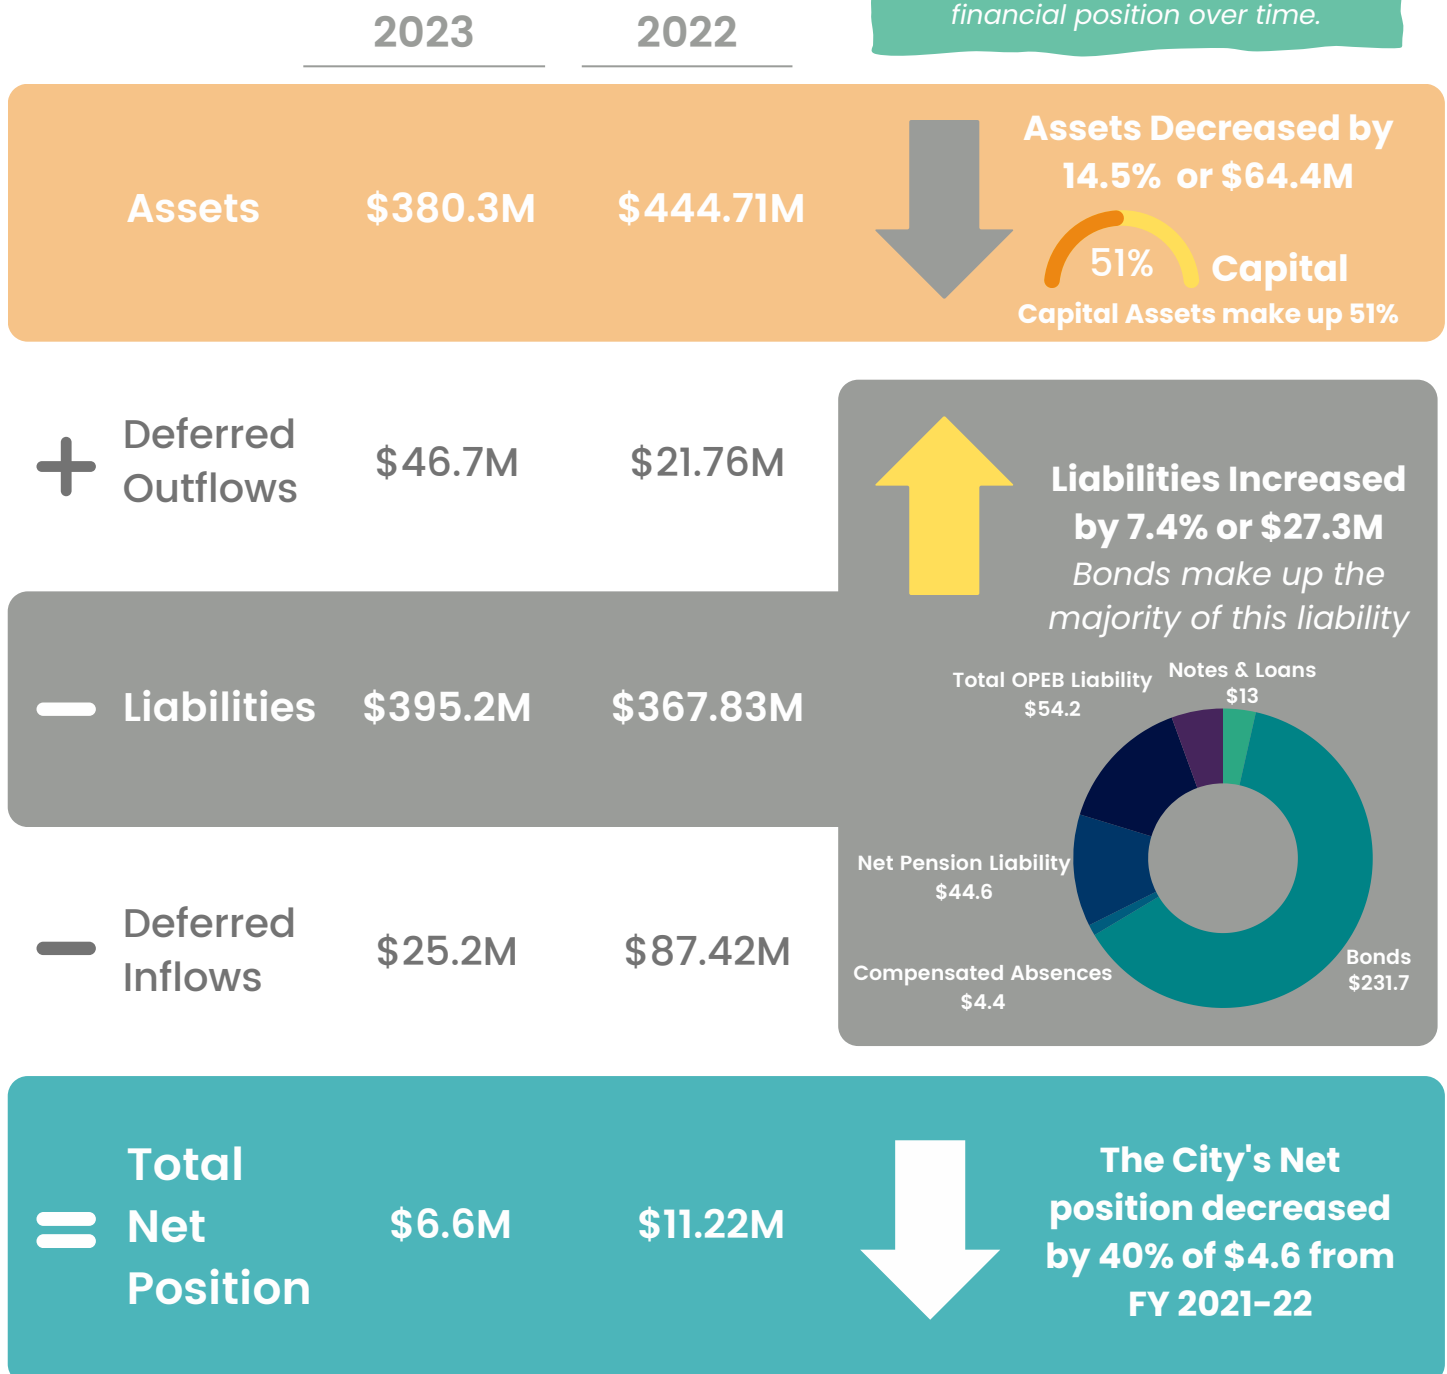 financial position over time.
2023 2022
Assets $380.3M $444.71M
Assets Decreased by
14.5% or $64.4M
51%
Capital
Capital Assets make up 51%
Deferred
Outflows
$46.7M $21.76M
Liabilities Increased
by 7.4% or $27.3M
Bonds make up the
majority of this liability
Liabilities $395.2M $367.83M
Total OPEB Liability
$54.2
Notes & Loans
$13
Net Pension Liability
$44.6
Compensated Absences
$4.4
Bonds
$231.7
Deferred
Inflows
$25.2M $87.42M
Total
Net
Position
$6.6M $11.22M
The City's Net
position decreased
by 40% of $4.6 from
FY 2021-22